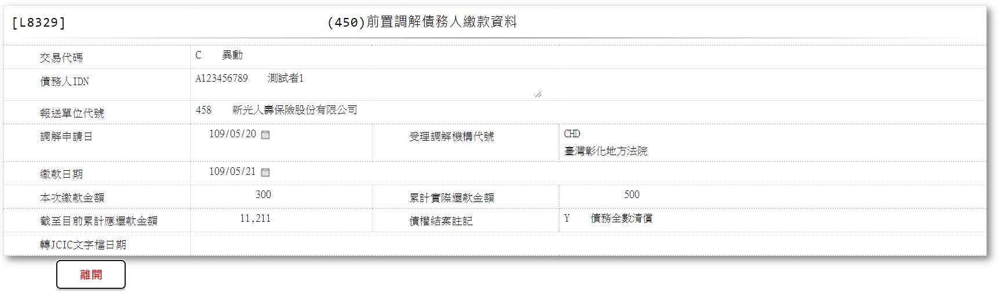 [L8329] (450)前置調解債務人繳款資料
交易代碼 C 異動
債務人IDN A123456789 測試者1
報送單位代號 458 新光人壽保險股份有限公司
調解申請日 109/05/20 受理調解機構代號 CHD
臺灣彰化地方法院
繳款日期 109/05/21
本次繳款金額 300 累計實際還款金額 500
截至目前累計應還款金額 11,211 債權結案註記 Y 債務全數清償
轉JCIC文字檔日期
離開